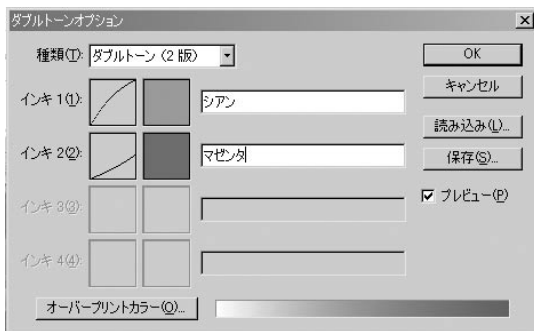 ダブルトーンオプション
種類(T): ダブルトーン (2 版)
OK
インキ 1(1): シアン
キャンセル
読み込み(L)...
インキ 2(2): マゼンタ
保存(S)...
プレビュー(P)
インキ 3(3):
インキ 4(4):
オーバープリントカラー(O)...